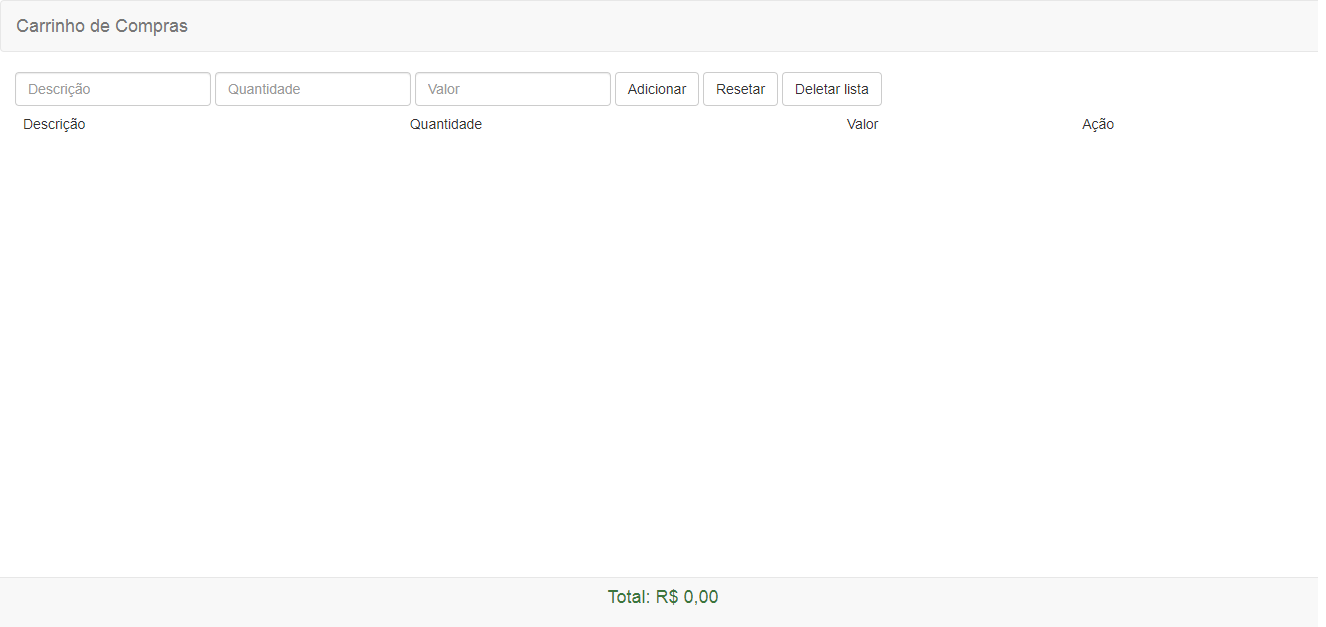 Carrinho de Compras
Descrição Quantidade Valor Adicionar Resetar Deletar lista
Descrição Quantidade Valor Ação
Total: R$ 0,00